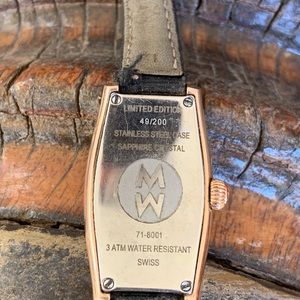 LIMITED EDITION
49/200
STAINLESS STEEL CASE
SAPPHIRE CRYSTAL
MW
71-8001
3 ATM WATER RESISTANT
SWISS